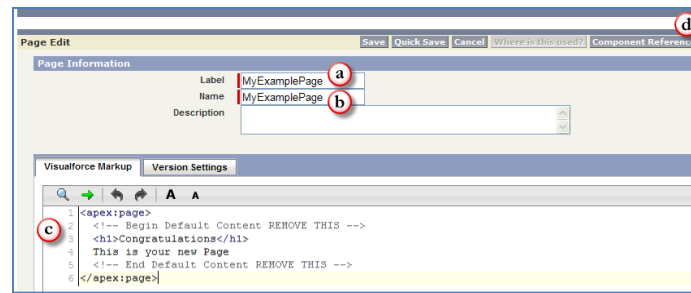 d
Page Edit Save Quick Save Cancel Where is this used? Component Reference
Page Information
Label MyExamplePage a
Name MyExamplePage b
Description
Visualforce Markup Version Settings
A A
c
1 <apex:page>
2 <!-- Begin Default Content REMOVE THIS -->
3 <h1>Congratulations</h1>
4 This is your new Page
5 <!-- End Default Content REMOVE THIS -->
6 </apex:page>